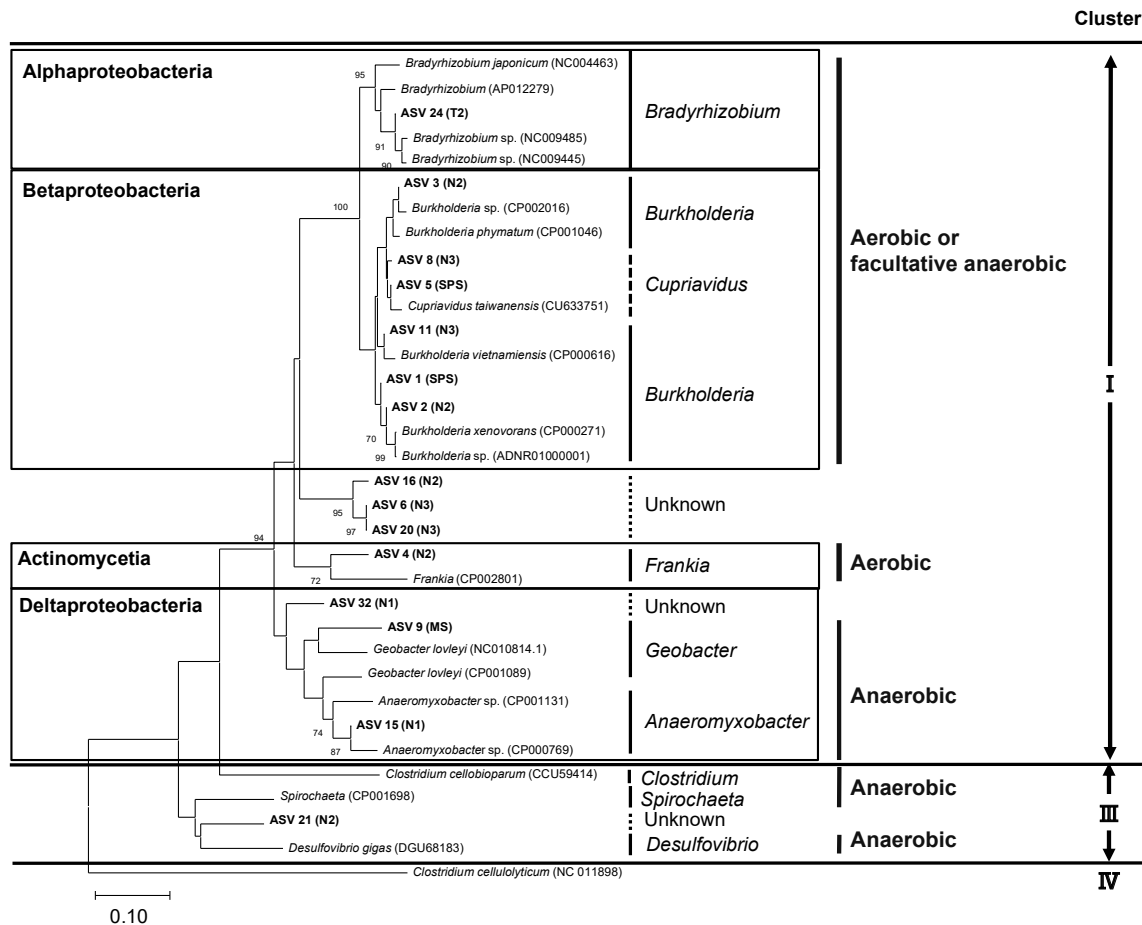 Cluster
Alphaproteobacteria
95
Bradyrhizobium japonicum (NC004463)
Bradyrhizobium (AP012279)
ASV 24 (T2)
Bradyrhizobium
91
Bradyrhizobium sp. (NC009485)
90
Bradyrhizobium sp. (NC009445)
Betaproteobacteria
100
ASV 3 (N2)
Burkholderia sp. (CP002016)
Burkholderia
Burkholderia phymatum (CP001046)
Aerobic or
facultative anaerobic
ASV 8 (N3)
ASV 5 (SPS)
Cupriavidus
Cupriavidus taiwanensis (CU633751)
ASV 11 (N3)
Burkholderia vietnamiensis (CP000616)
ASV 1 (SPS)
Burkholderia
I
ASV 2 (N2)
70
Burkholderia xenovorans (CP000271)
99
Burkholderia sp. (ADNR01000001)
ASV 16 (N2)
95
ASV 6 (N3)
Unknown
97
ASV 20 (N3)
94
Actinomycetia
ASV 4 (N2)
Frankia
Aerobic
72
Frankia (CP002801)
Deltaproteobacteria
ASV 32 (N1)
Unknown
ASV 9 (MS)
Geobacter lovleyi (NC010814.1)
Geobacter
Geobacter lovleyi (CP001089)
Anaerobic
Anaeromyxobacter sp. (CP001131)
74
ASV 15 (N1)
Anaeromyxobacter
87
Anaeromyxobacter sp. (CP000769)
Clostridium cellobioparum (CCU59414)
Clostridium
Anaerobic
Spirochaeta (CP001698)
Spirochaeta
III
ASV 21 (N2)
Unknown
Desulfovibrio gigas (DGU68183)
Desulfovibrio
Anaerobic
Clostridium cellulolyticum (NC 011898)
IV
0.10